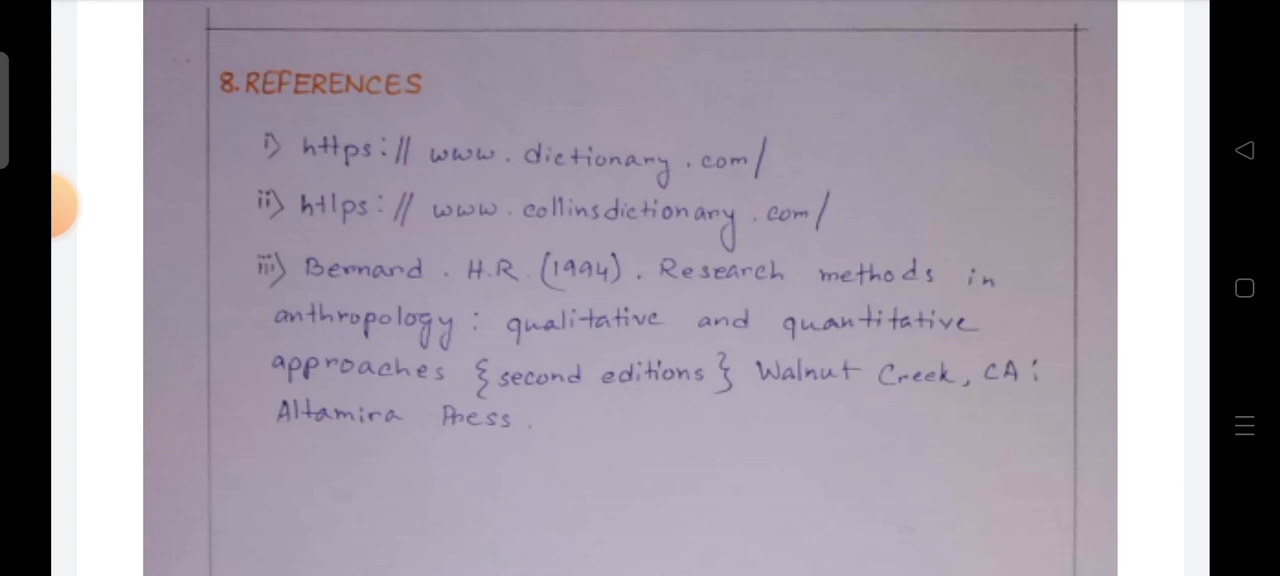 8. REFERENCES
i) https:// www. dictionary. com/
ii) https:// www. collinsdictionary. com/
iii) Bernard . H.R. (1994) . Research methods in
anthropology : qualitative and quantitative
approaches {second editions} Walnut Creek, CA :
Altamira Press.